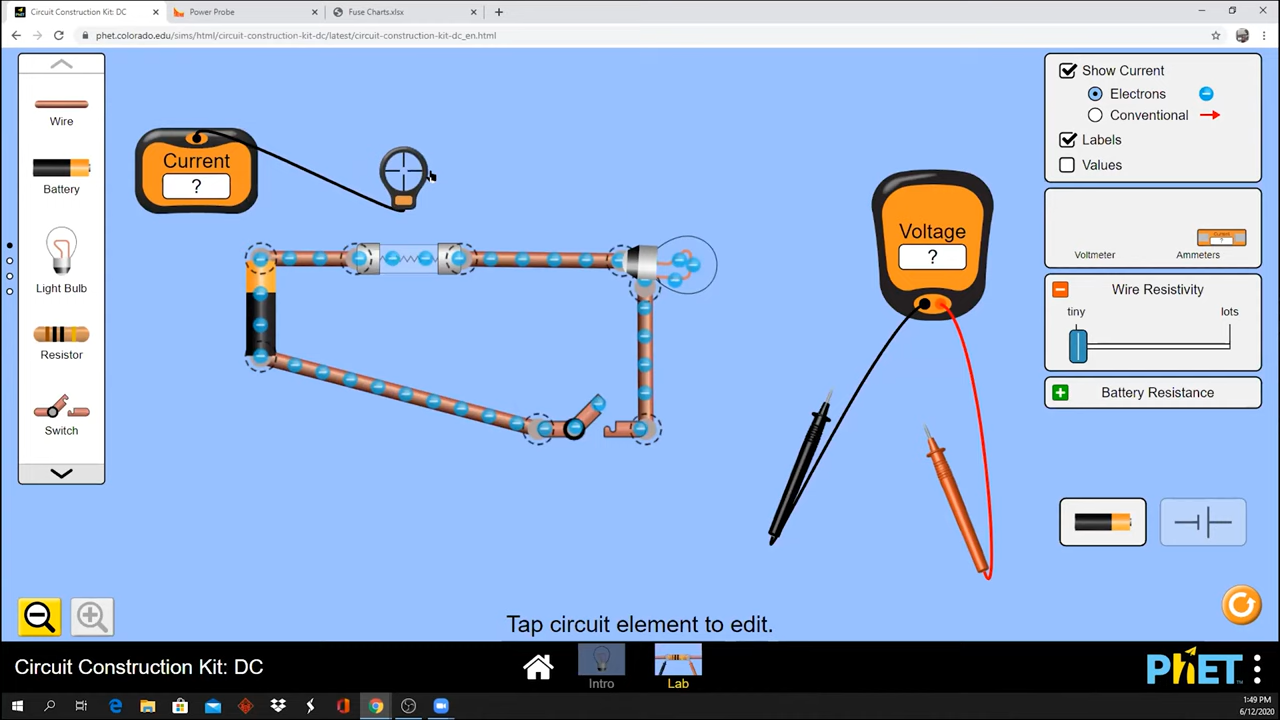 Circuit Construction Kit: DC
Power Probe
Fuse Charts.xlsx
phet.colorado.edu/sims/html/circuit-construction-kit-dc/latest/circuit-construction-kit-dc_en.html
Wire
Battery
Light Bulb
Resistor
Switch
Current
?
Voltage
?
Show Current
Electrons
Conventional
Labels
Values
Current
?
Voltmeter
Ammeters
Wire Resistivity
tiny
lots
Battery Resistance
Tap circuit element to edit.
Circuit Construction Kit: DC
Intro
Lab
PhET
1:49 PM
6/12/2020